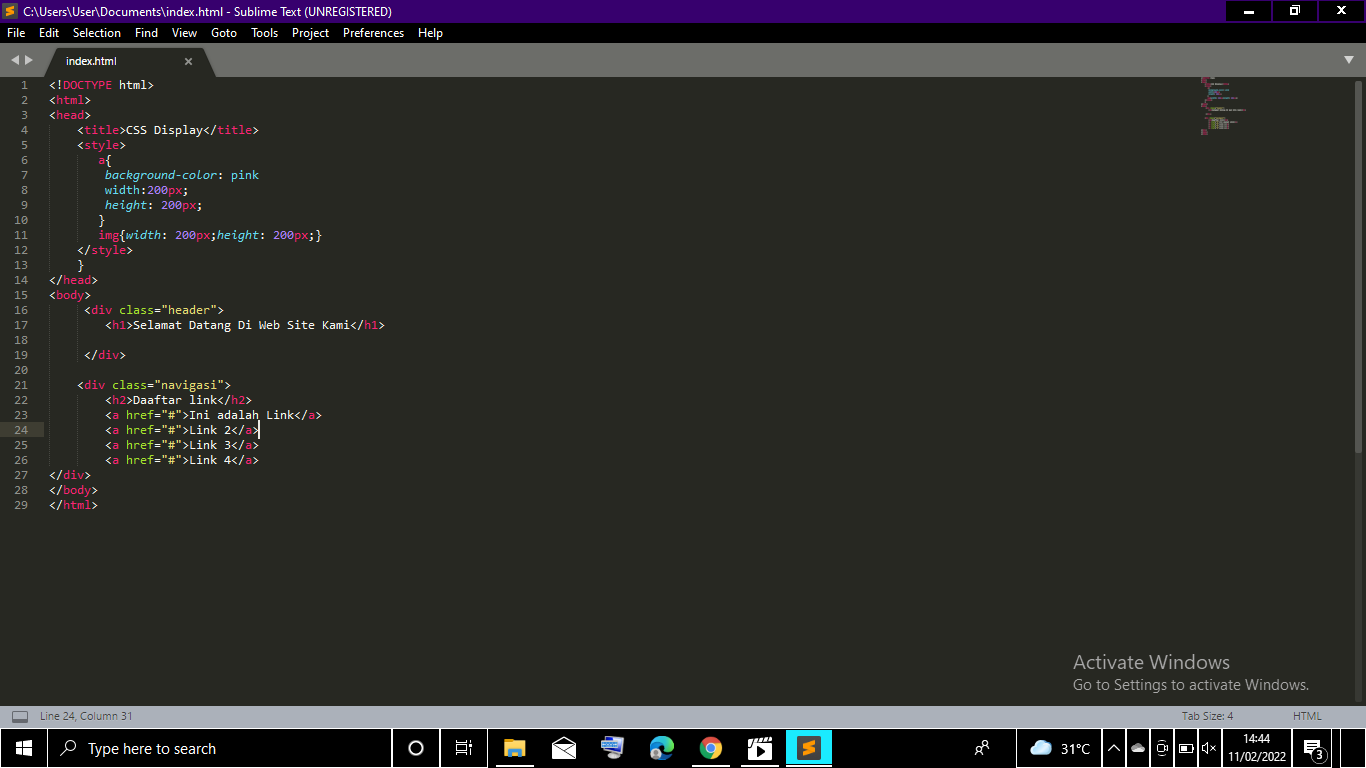 C:\Users\User\Documents\index.html - Sublime Text (UNREGISTERED)
File Edit Selection Find View Goto Tools Project Preferences Help
index.html
1 <!DOCTYPE html>
2 <html>
3 <head>
4 <title>CSS Display</title>
5 <style>
6 a{
7 background-color: pink
8 width:200px;
9 height: 200px;
10 }
11 img{width: 200px;height: 200px;}
12 </style>
13 }
14 </head>
15 <body>
16 <div class="header">
17 <h1>Selamat Datang Di Web Site Kami</h1>
18
19 </div>
20
21 <div class="navigasi">
22 <h2>Daaftar link</h2>
23 <a href="#">Ini adalah Link</a>
24 <a href="#">Link 2</a>
25 <a href="#">Link 3</a>
26 <a href="#">Link 4</a>
27 </div>
28 </body>
29 </html>
Activate Windows
Go to Settings to activate Windows.
Line 24, Column 31 Tab Size: 4 HTML
Type here to search 31°C 14:44
11/02/2022 3